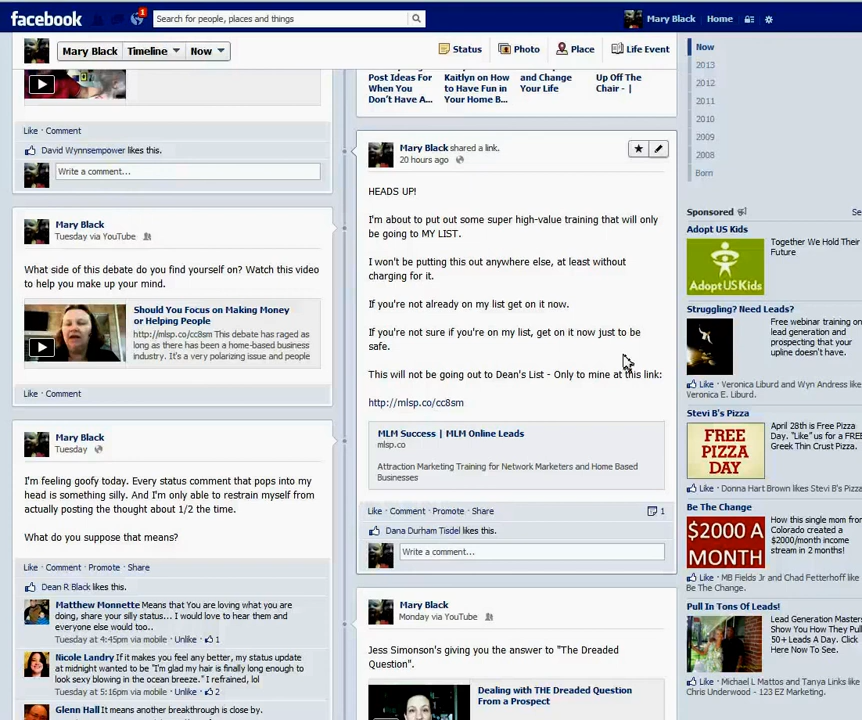 facebook
1
Search for people, places and things
Mary Black Home
Mary Black Timeline Now
Status Photo Place Life Event
Now
2013
2012
2011
2010
2009
2008
Born
Like · Comment
David Wynnsempower likes this.
Write a comment...
Mary Black
Tuesday via YouTube
What side of this debate do you find yourself on? Watch this video
to help you make up your mind.
Should You Focus on Making Money
or Helping People
http://mlsp.co/cc8sm This debate has raged as
long as there has been a home-based business
industry. It's a very polarizing issue and people
Like · Comment
Mary Black
Tuesday
I'm feeling goofy today. Every status comment that pops into my
head is something silly. And I'm only able to restrain myself from
actually posting the thought about 1/2 the time.
What do you suppose that means?
Like · Comment · Promote · Share
Dean R Black likes this.
Matthew Monnette Means that You are loving what you are
doing, share your silly status... I would love to hear them and
everyone else would too..
Tuesday at 4:45pm via mobile · Unlike · 1
Nicole Landry If it makes you feel any better, my status update
at midnight wanted to be "I'm glad my hair is finally long enough to
look sexy blowing in the ocean breeze." I refrained, lol
Tuesday at 5:16pm via mobile · Unlike · 2
Glenn Hall It means another breakthrough is close by.
Post Ideas For
When You
Don't Have A...
Kaitlyn on How
to Have Fun in
Your Home B...
and Change
Your Life
Up Off The
Chair - |
Mary Black shared a link.
20 hours ago
HEADS UP!
I'm about to put out some super high-value training that will only
be going to MY LIST.
I won't be putting this out anywhere else, at least without
charging for it.
If you're not already on my list get on it now.
If you're not sure if you're on my list, get on it now just to be
safe.
This will not be going out to Dean's List - Only to mine at this link:
http://mlsp.co/cc8sm
MLM Success | MLM Online Leads
mlsp.co
Attraction Marketing Training for Network Marketers and Home Based
Businesses
Like · Comment · Promote · Share 1
Dana Durham Tisdel likes this.
Write a comment...
Mary Black
Monday via YouTube
Jess Simonson's giving you the answer to "The Dreaded
Question".
Dealing with THE Dreaded Question
From a Prospect
Sponsored Se
Adopt US Kids
AdoptUSKids
Together We Hold Their
Future
Struggling? Need Leads?
Free webinar training on
lead generation and
prospecting that your
upline doesn't have.
Like · Veronica Liburd and Wyn Andress like
Veronica E. Liburd.
Stevi B's Pizza
FREE
PIZZA
DAY
April 28th is Free Pizza
Day. "Like" us for a FREE
Greek Thin Crust Pizza.
Like · Donna Hart Brown likes Stevi B's Pizza
Be The Change
$2000 A
MONTH
How this single mom from
Colorado created a
$2000/month income
stream in 2 months!
Like · MB Fields Jr and Chad Fetterhoff like
Be The Change.
Pull In Tons Of Leads!
Lead Generation Masters
Show You How They Pull
50+ Leads A Day. Click
Here Now To See.
Like · Michael L Mattos and Tanya Links like
Chris Underwood - 123 EZ Marketing.